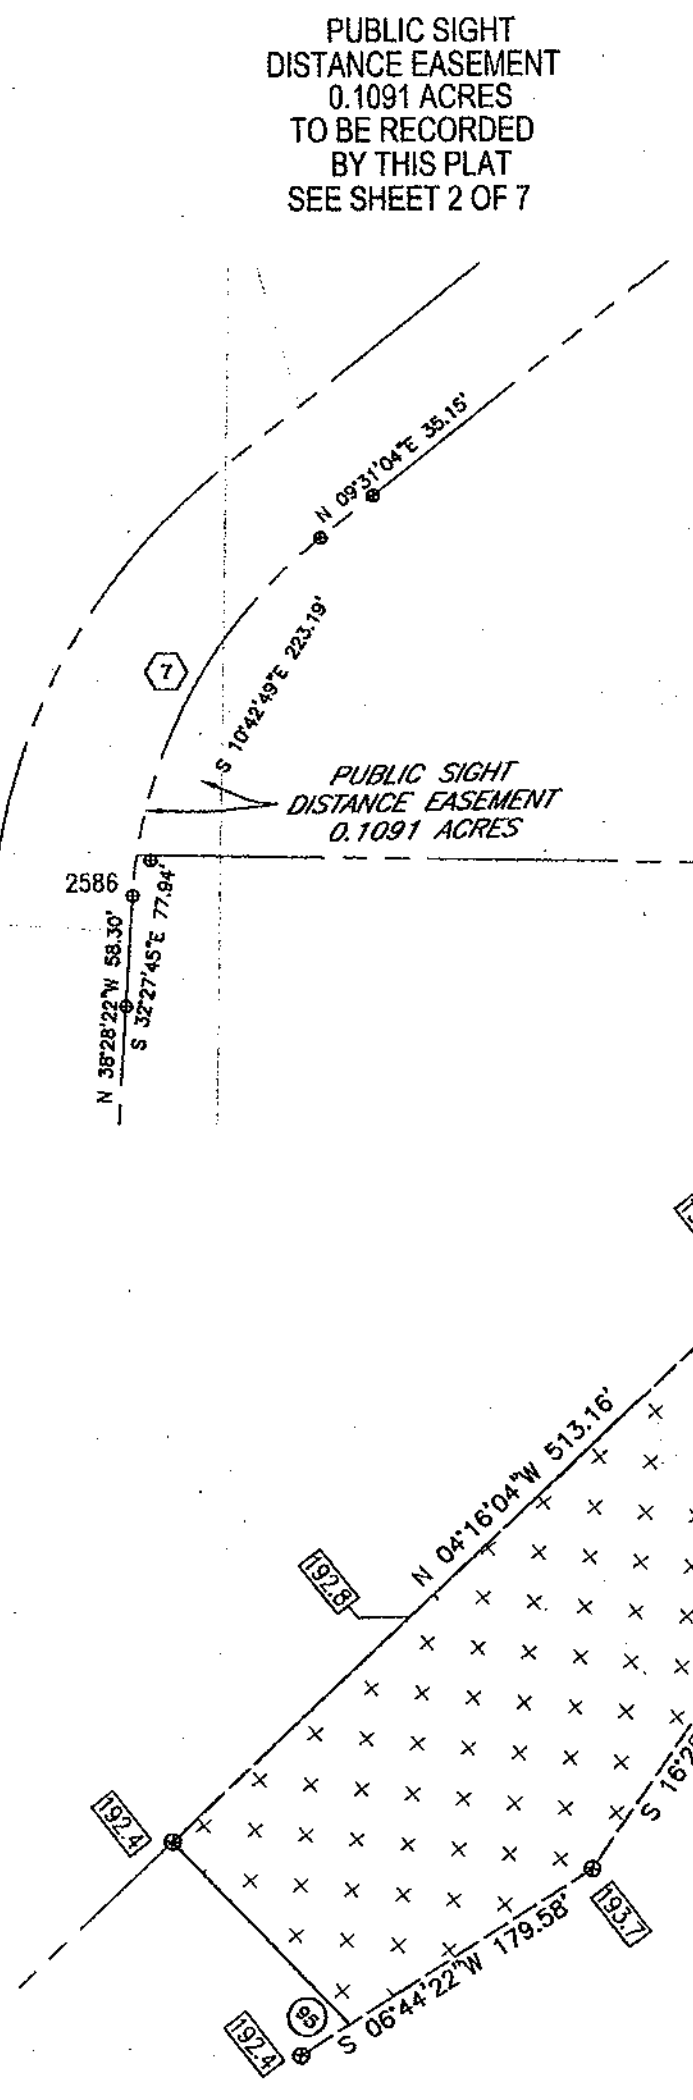 PUBLIC SIGHT
DISTANCE EASEMENT
0.1091 ACRES
TO BE RECORDED
BY THIS PLAT
SEE SHEET 2 OF 7
N 09°31'04"E 35.15'
7
S 10°42'49"E 223.19'
PUBLIC SIGHT
DISTANCE EASEMENT
0.1091 ACRES
2586
N 38°28'22"W 58.30'
S 32°27'45"E 77.94'
N 04°16'04"W 513.16'
192.8
192.4
S 16°2
193.7
S 06°44'22"W 179.58'
95
192.4